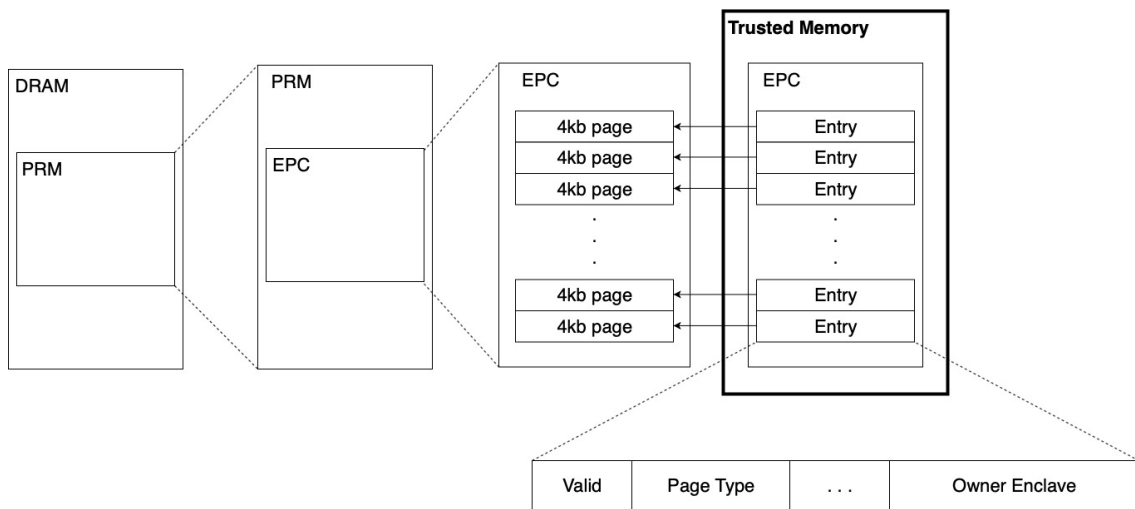 Trusted Memory
DRAM
PRM
EPC
EPC
PRM
EPC
4kb page
Entry
4kb page
Entry
4kb page
Entry
. . .
. . .
4kb page
Entry
4kb page
Entry
Valid
Page Type
. . .
Owner Enclave